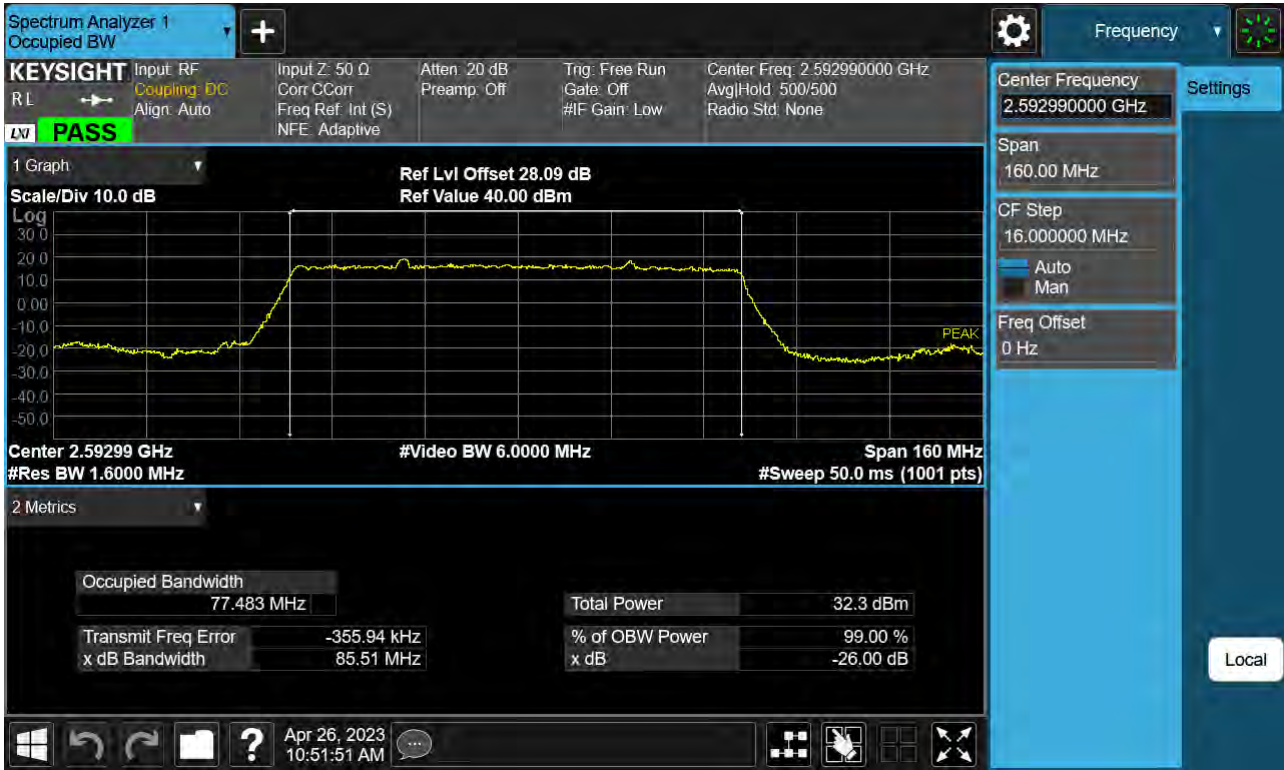 Spectrum Analyzer 1
Occupied BW
Frequency
KEYSIGHT
R L
LXI
PASS
Input: RF
Coupling: DC
Align: Auto
Input Z: 50 Ω
Corr CCorr
Freq Ref: Int (S)
NFE: Adaptive
Atten: 20 dB
Preamp: Off
Trig: Free Run
Gate: Off
#IF Gain: Low
Center Freq: 2.592990000 GHz
Avg|Hold: 500/500
Radio Std: None
Center Frequency
2.592990000 GHz
Settings
Span
160.00 MHz
CF Step
16.000000 MHz
Auto
Man
Freq Offset
0 Hz
Local
1 Graph
Scale/Div 10.0 dB
Ref Lvl Offset 28.09 dB
Ref Value 40.00 dBm
Log
30.0
20.0
10.0
0.00
-10.0
-20.0
-30.0
-40.0
-50.0
PEAK
Center 2.59299 GHz
#Video BW 6.0000 MHz
Span 160 MHz
#Res BW 1.6000 MHz
#Sweep 50.0 ms (1001 pts)
2 Metrics
Occupied Bandwidth
77.483 MHz
Total Power 32.3 dBm
Transmit Freq Error -355.94 kHz
% of OBW Power 99.00 %
x dB Bandwidth 85.51 MHz
x dB -26.00 dB
?
Apr 26, 2023
10:51:51 AM